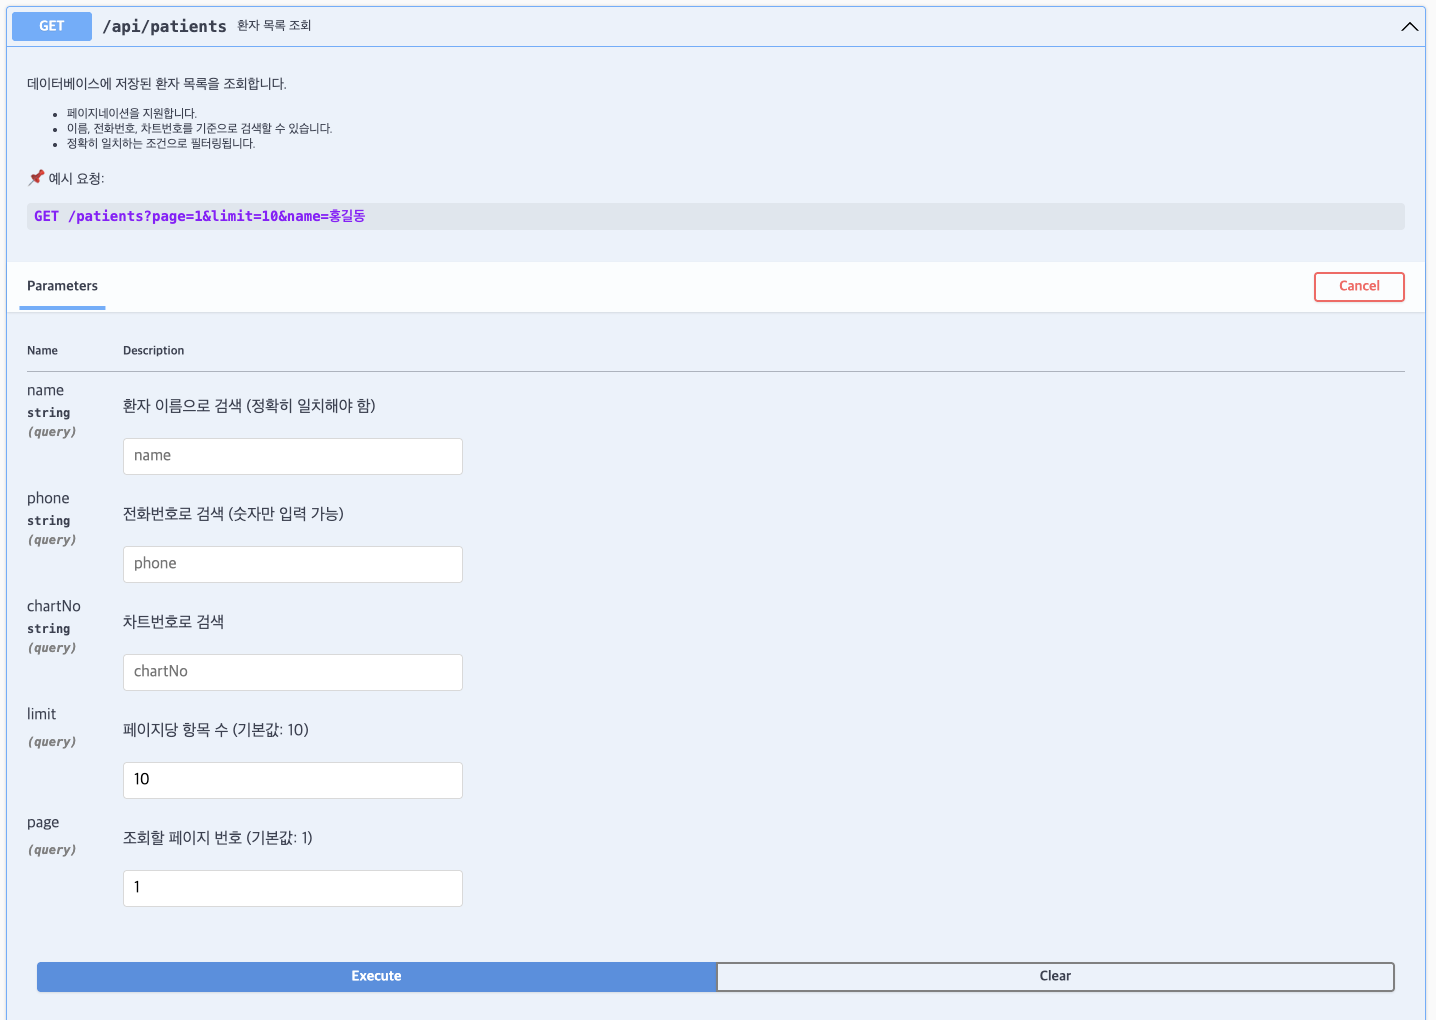 GET /api/patients 환자 목록 조회
데이터베이스에 저장된 환자 목록을 조회합니다.
• 페이지네이션을 지원합니다.
• 이름, 전화번호, 차트번호를 기준으로 검색할 수 있습니다.
• 정확히 일치하는 조건으로 필터링됩니다.
📌 예시 요청:
GET /patients?page=1&limit=10&name=홍길동
Parameters Cancel
Name Description
name
string
(query)
환자 이름으로 검색 (정확히 일치해야 함)
name
phone
string
(query)
전화번호로 검색 (숫자만 입력 가능)
phone
chartNo
string
(query)
차트번호로 검색
chartNo
limit
(query)
페이지당 항목 수 (기본값: 10)
10
page
(query)
조회할 페이지 번호 (기본값: 1)
1
Execute Clear